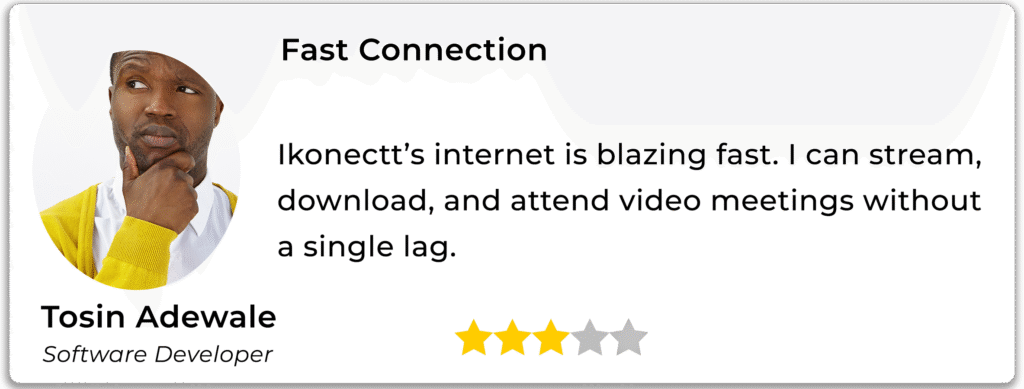 Fast Connection
Ikonectt’s internet is blazing fast. I can stream,
download, and attend video meetings without
a single lag.
Tosin Adewale
Software Developer